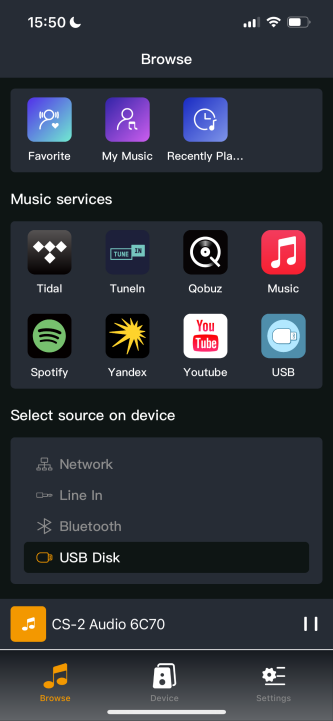 15:50
Browse
Favorite My Music Recently Pla...
Music services
TUNE IN
Tidal TuneIn Qobuz Music
You
Tube
Spotify Yandex Youtube USB
Select source on device
Network
Line In
Bluetooth
USB Disk
CS-2 Audio 6C70
Browse Device Settings